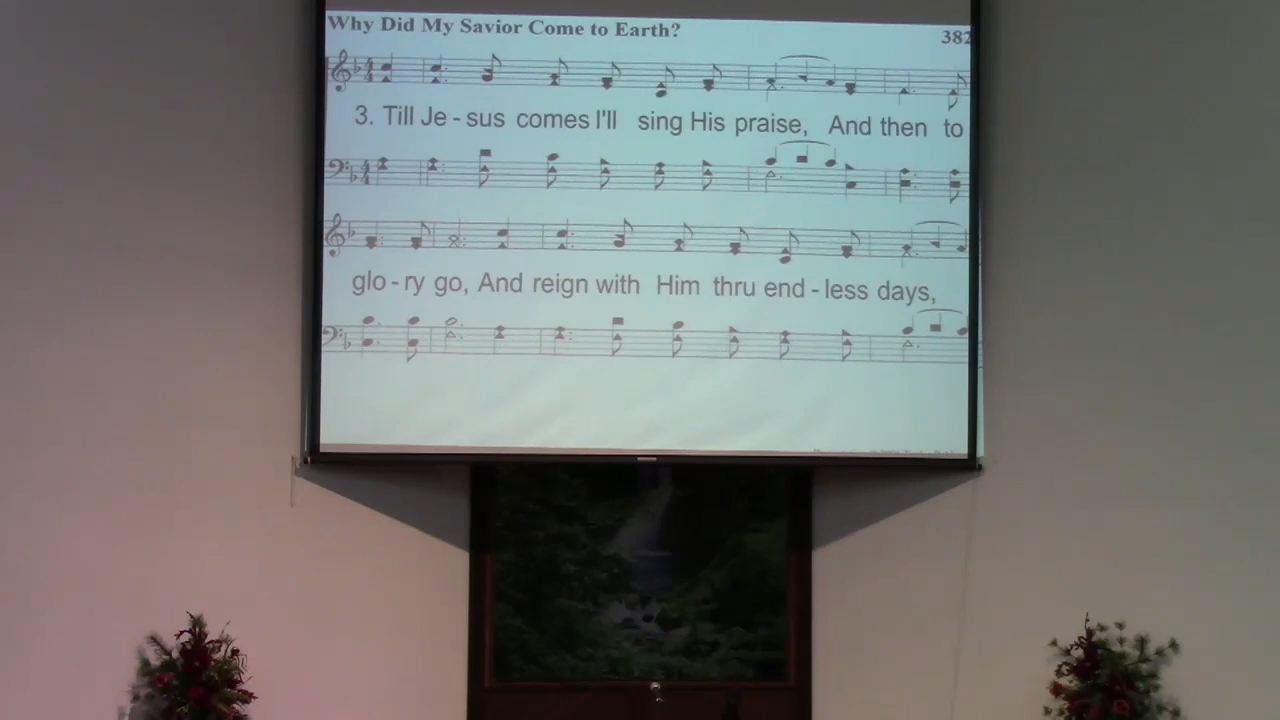 Why Did My Savior Come to Earth?
382
3. Till Je - sus comes I'll sing His praise, And then to
glo - ry go, And reign with Him thru end - less days,